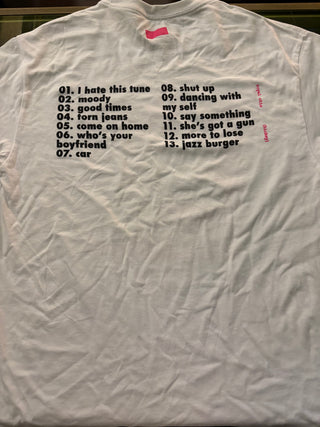 01. I hate this tune
02. moody
03. good times
04. torn jeans
05. come on home
06. who's your
boyfriend
07. car
08. shut up
09. dancing with
my self
10. say something
11. she's got a gun
12. more to lose
13. jazz burger